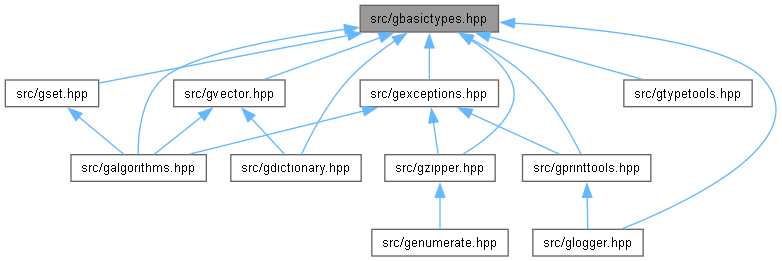 src/gbasictypes.hpp
src/gset.hpp
src/gvector.hpp
src/gexceptions.hpp
src/gtypetools.hpp
src/galgorithms.hpp
src/gdictionary.hpp
src/gzipper.hpp
src/gprinttools.hpp
src/genumerate.hpp
src/glogger.hpp